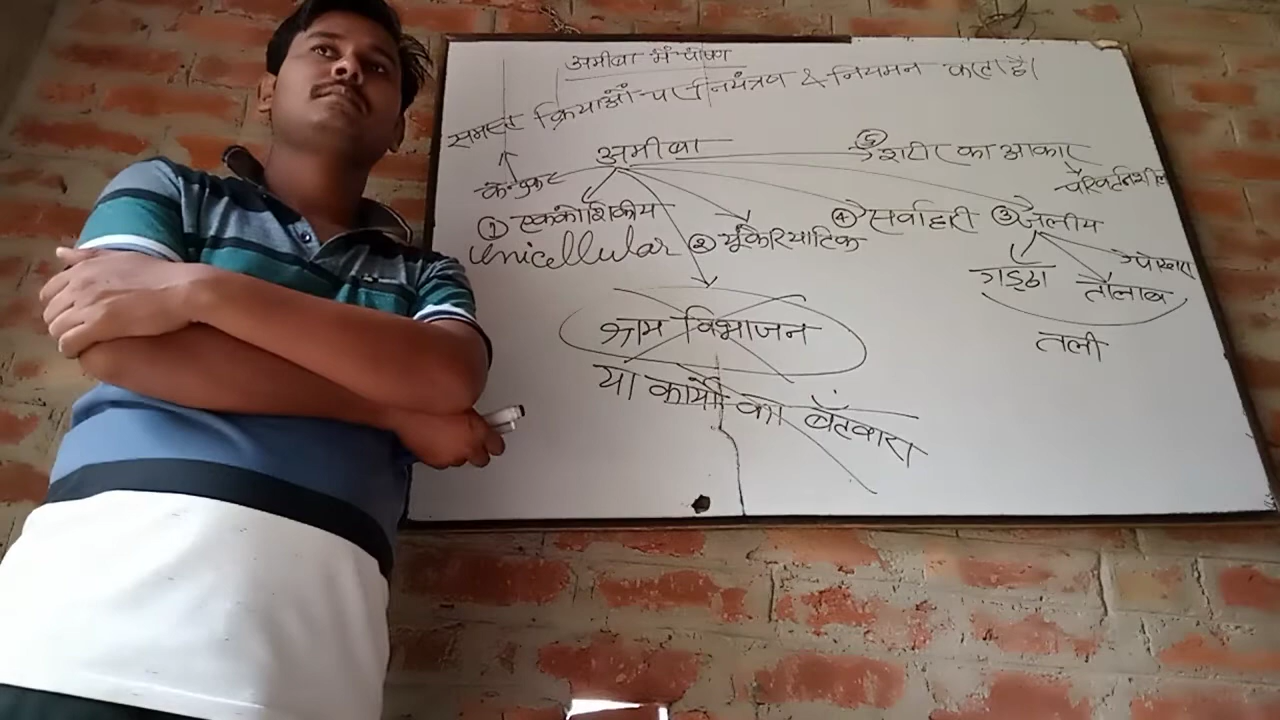 अमीबा में पोषण
समस्त क्रियाओं पर नियंत्रण & नियमन करता है।
अमीबा
⑤ शरीर का आकार
परिवर्तनशील
केन्द्रक
① एककोशिकीय
Unicellular
② यूकैरियोटिक
④ सर्वाहारी
③ जलीय
गड्ढा
तालाब
पोखरा
तली
श्रम विभाजन
या कार्यों का बँटवारा